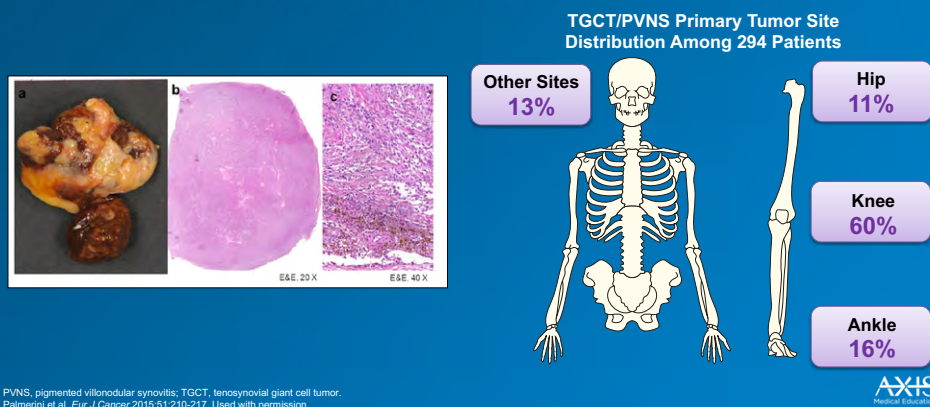 TGCT/PVNS Primary Tumor Site
Distribution Among 294 Patients
a
b
c
E&E. 20 X
E&E. 40 X
Other Sites
13%
Hip
11%
Knee
60%
Ankle
16%
PVNS, pigmented villonodular synovitis; TGCT, tenosynovial giant cell tumor.
Palmerini et al. Eur J Cancer 2015;51:210-217. Used with permission
AXIS
Medical Education